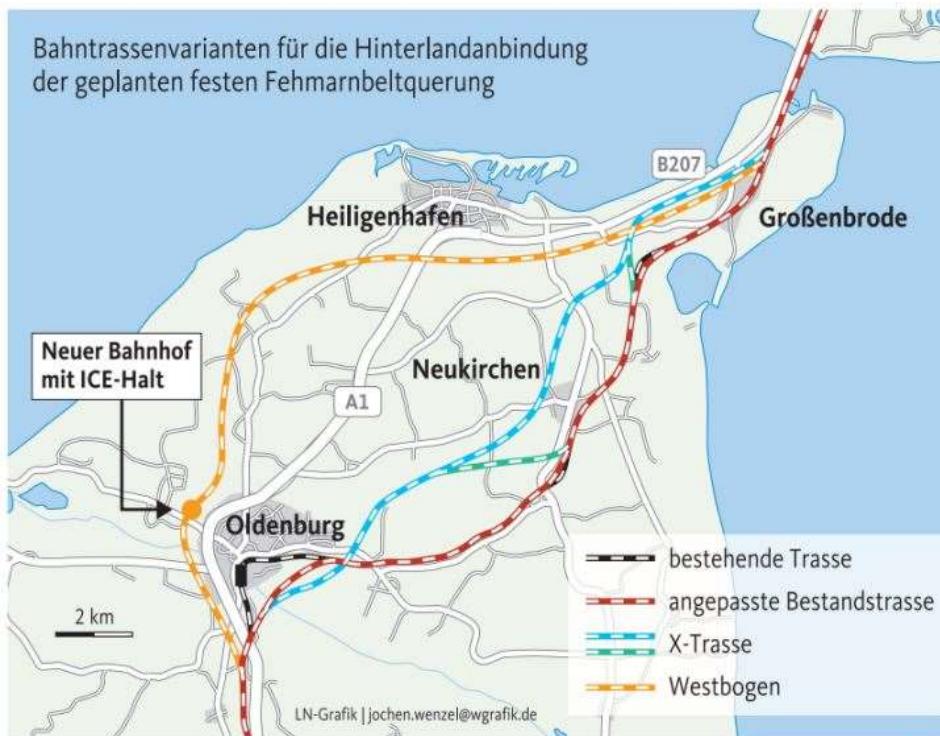 Bahntrassenvarianten für die Hinterlandanbindung
der geplanten festen Fehmarnbeltquerung
B207
Heiligenhafen
Großenbrode
Neuer Bahnhof
mit ICE-Halt
Neukirchen
A1
Oldenburg
bestehende Trasse
angepasste Bestandstrasse
2 km
X-Trasse
Westbogen
LN-Grafik | jochen.wenzel@wgrafik.de